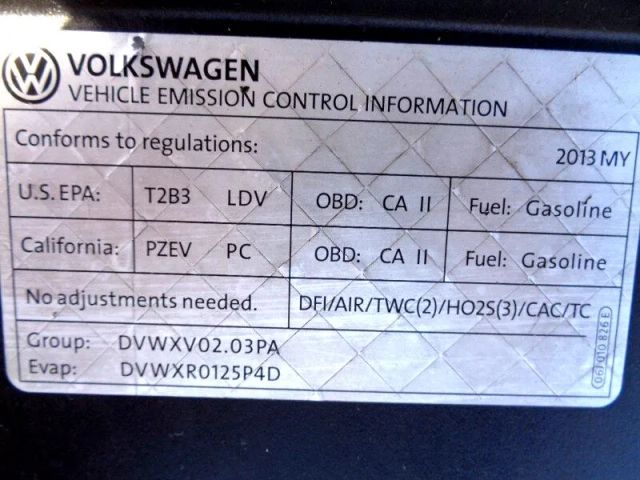 VOLKSWAGEN
VEHICLE EMISSION CONTROL INFORMATION
Conforms to regulations: 2013 MY
U.S. EPA: T2B3 LDV OBD: CA II Fuel: Gasoline
California: PZEV PC OBD: CA II Fuel: Gasoline
No adjustments needed. DFI/AIR/TWC(2)/HO2S(3)/CAC/TC
Group: DVWXV02.03PA
Evap: DVWXR0125P4D